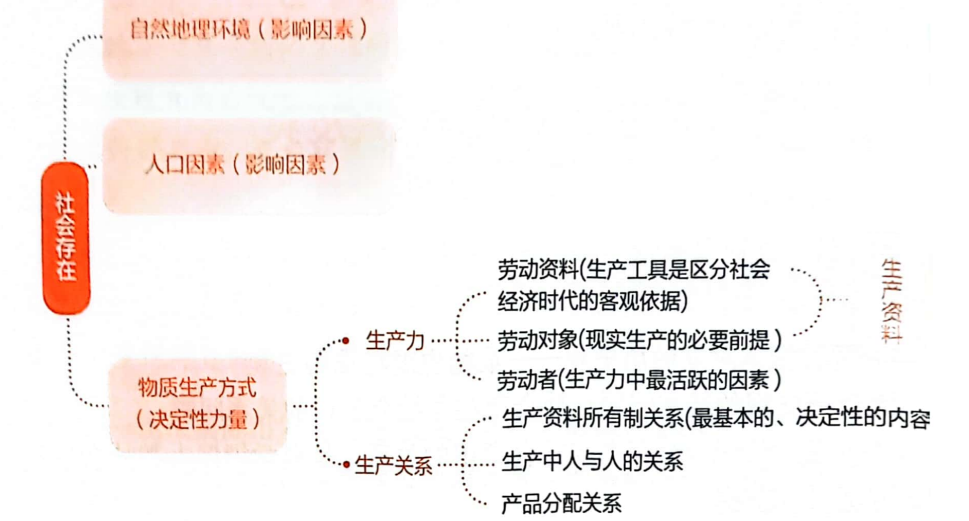 自然地理环境(影响因素)
人口因素(影响因素)
社会存在
劳动资料(生产工具是区分社会
经济时代的客观依据)
生产资料
生产力
劳动对象(现实生产的必要前提)
劳动者(生产力中最活跃的因素)
物质生产方式
(决定性力量)
生产资料所有制关系(最基本的、决定性的内容
生产关系
生产中人与人的关系
产品分配关系